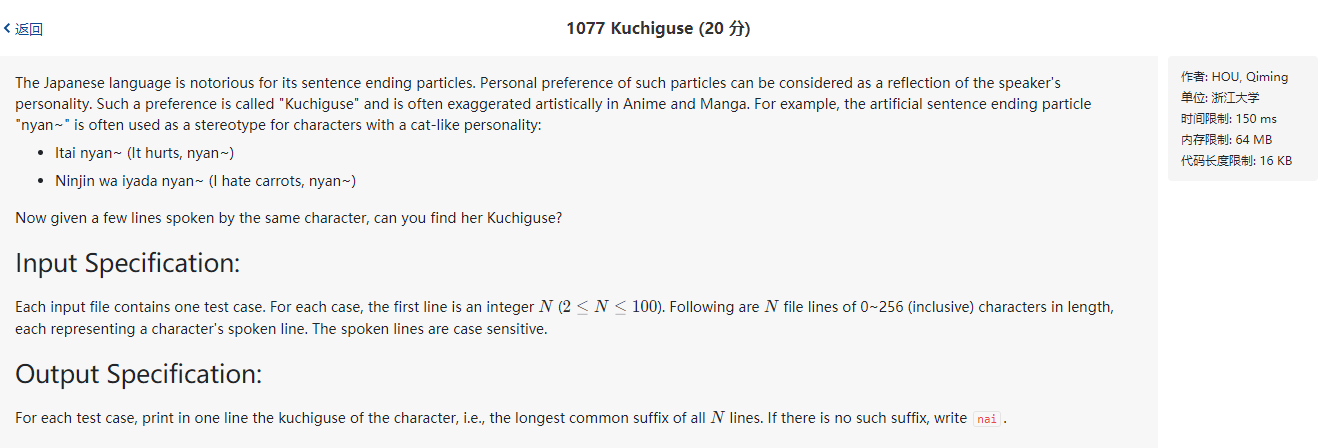 返回
1077 Kuchiguse (20 分)
The Japanese language is notorious for its sentence ending particles. Personal preference of such particles can be considered as a reflection of the speaker's
personality. Such a preference is called "Kuchiguse" and is often exaggerated artistically in Anime and Manga. For example, the artificial sentence ending particle
"nyan~" is often used as a stereotype for characters with a cat-like personality:
• Itai nyan~ (It hurts, nyan~)
• Ninjin wa iyada nyan~ (I hate carrots, nyan~)
Now given a few lines spoken by the same character, can you find her Kuchiguse?
Input Specification:
Each input file contains one test case. For each case, the first line is an integer N (2 ≤ N ≤ 100). Following are N file lines of 0~256 (inclusive) characters in length,
each representing a character's spoken line. The spoken lines are case sensitive.
Output Specification:
For each test case, print in one line the kuchiguse of the character, i.e., the longest common suffix of all N lines. If there is no such suffix, write nai.
作者: HOU, Qiming
单位: 浙江大学
时间限制: 150 ms
内存限制: 64 MB
代码长度限制: 16 KB